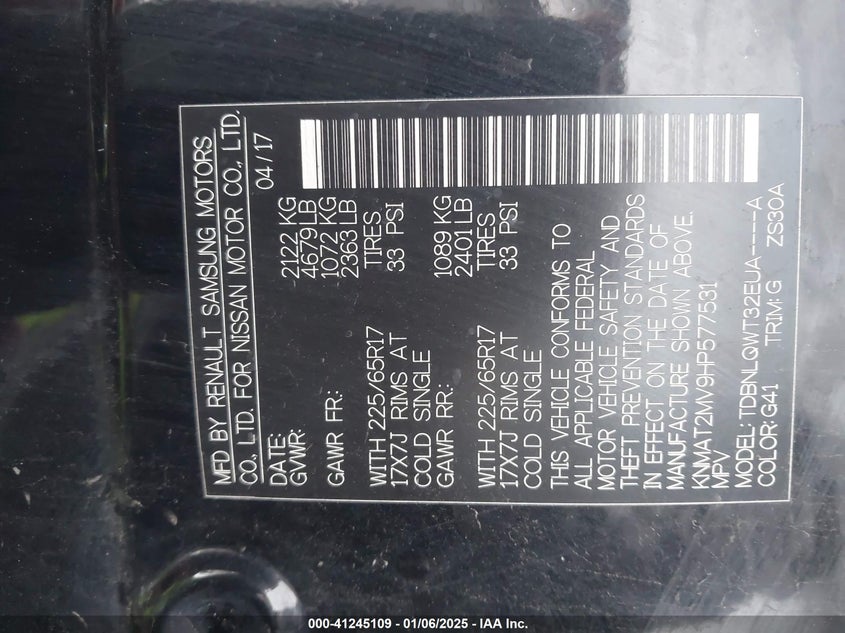 MFD BY RENAULT SAMSUNG MOTORS
CO., LTD. FOR NISSAN MOTOR CO., LTD.
DATE: 04/17
GVWR: 2122 KG
4679 LB
GAWR FR: 1072 KG
2363 LB
WITH 225/65R17 TIRES,
17X7J RIMS AT 33 PSI
COLD SINGLE
GAWR RR: 1089 KG
2401 LB
WITH 225/65R17 TIRES
17X7J RIMS AT 33 PSI
COLD SINGLE
THIS VEHICLE CONFORMS TO
ALL APPLICABLE FEDERAL
MOTOR VEHICLE SAFETY AND
THEFT PREVENTION STANDARDS
IN EFFECT ON THE DATE OF
MANUFACTURE SHOWN ABOVE.
KNMAT2MV9HP577531
MPV
MODEL: TDBNLQWT32EUA-----A
COLOR: G41 TRIM: G ZS30A
000-41245109 - 01/06/2025 - IAA Inc.